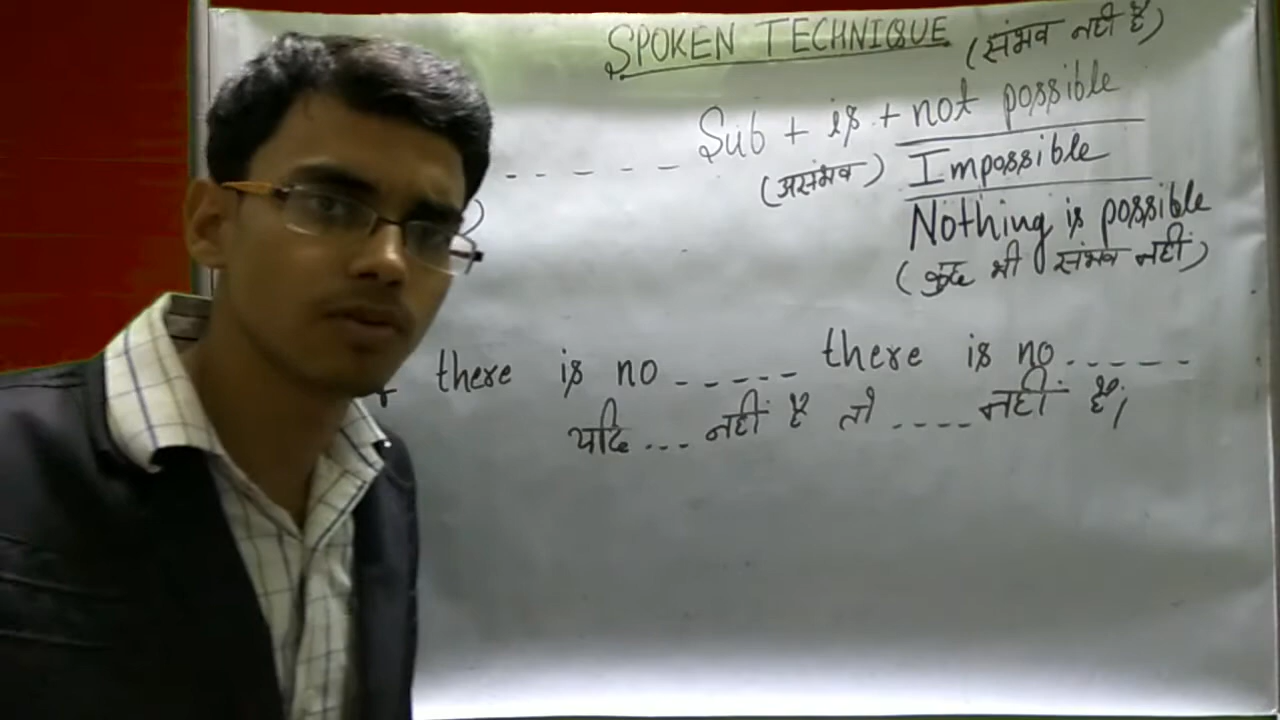 SPOKEN TECHNIQUE (संभव नहीं है)
- - - - - Sub + is + not possible
(असंभव) Impossible
Nothing is possible
(कुछ भी संभव नहीं)
there is no ----- there is no -----
यदि ... नहीं है तो .... नहीं है।